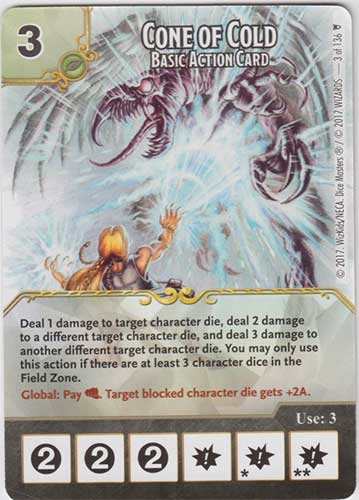 3
CONE OF COLD
BASIC ACTION CARD
Deal 1 damage to target character die, deal 2 damage
to a different target character die, and deal 3 damage to
another different target character die. You may only use
this action if there are at least 3 character dice in the
Field Zone.
Global: Pay . Target blocked character die gets +2A.
Use: 3
2 2 2 ! ! !
* **
© 2017. WizKids/NECA. Dice Masters ® / © 2017 WIZARDS — 3 of 136